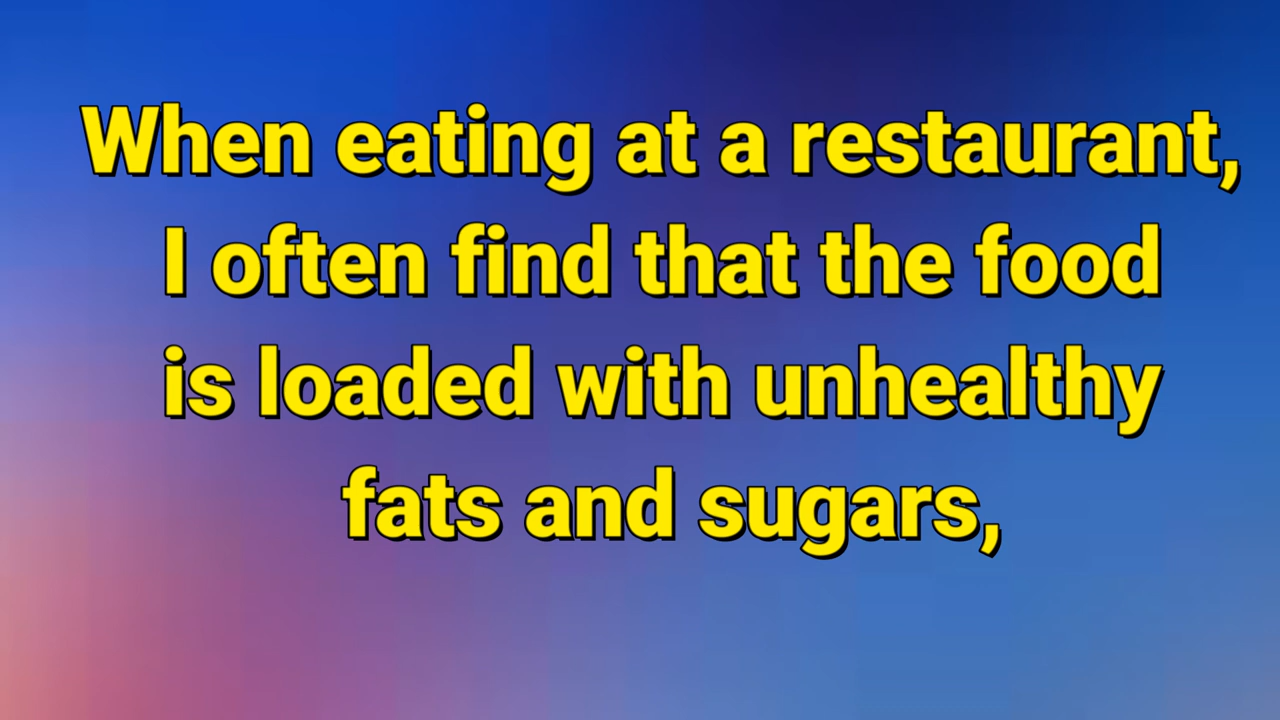 When eating at a restaurant,
I often find that the food
is loaded with unhealthy
fats and sugars,